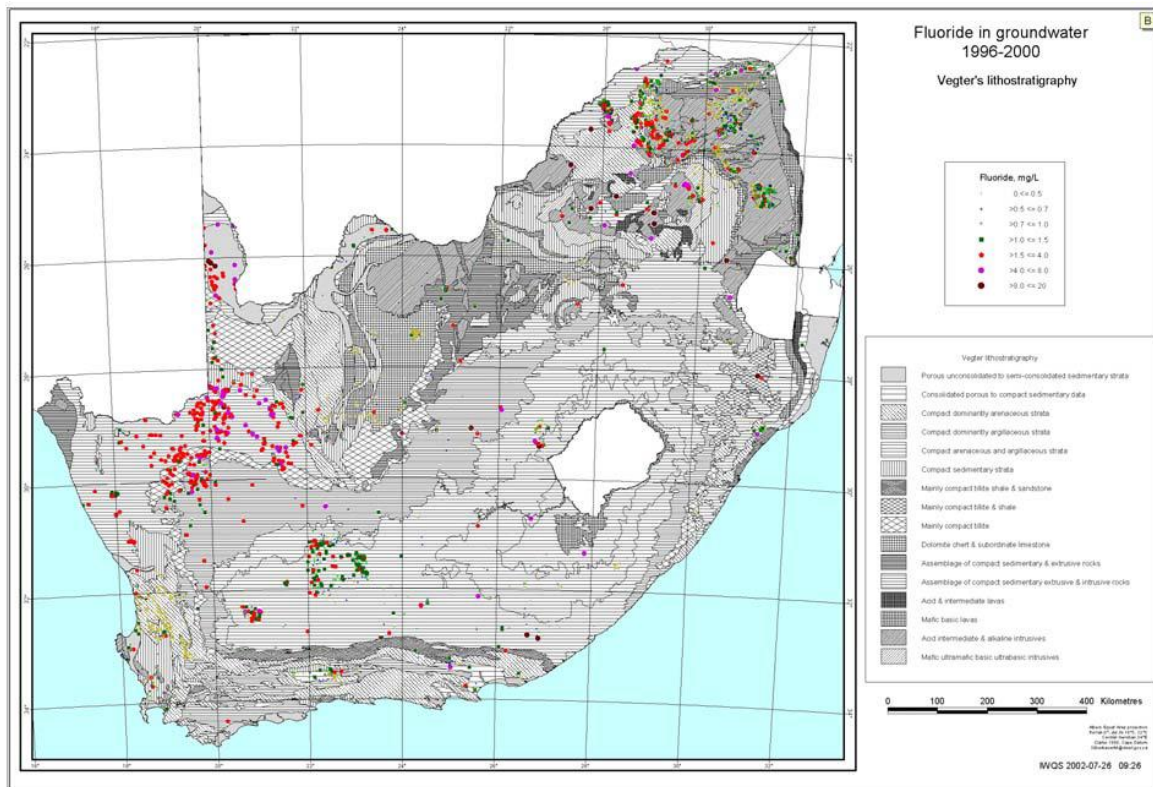 B
Fluoride in groundwater
1996-2000
Vegter's lithostratigraphy
Fluoride, mg/L
0 <= 0.5
>0.5 <= 0.7
>0.7 <= 1.0
>1.0 <= 1.5
>1.5 <= 4.0
>4.0 <= 8.0
>8.0 <= 20
Vegter lithostratigraphy
Porous unconsolidated to semi-consolidated sedimentary strata
Consolidated porous to compact sedimentary data
Compact dominantly arenaceous strata
Compact dominantly argillaceous strata
Compact arenaceous and argillaceous strata
Compact sedimentary strata
Mainly compact tillite shale & sandstone
Mainly compact tillite & shale
Mainly compact tillite
Dolomite chert & subordinate limestone
Assemblage of compact sedimentary & extrusive rocks
Assemblage of compact sedimentary extrusive & intrusive rocks
Acid & intermediate lavas
Mafic basic lavas
Acid intermediate & alkaline intrusives
Mafic ultramafic basic ultrabasic intrusives
0 100 200 300 400 Kilometres
IWQS 2002-07-26 09:26